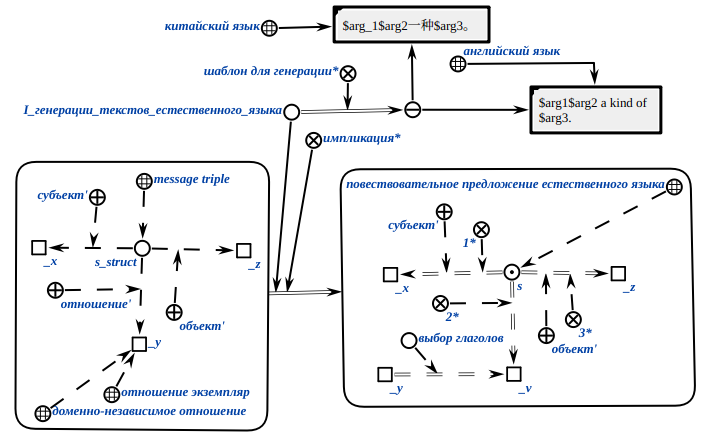 китайский язык
$arg_1$arg2一种$arg3。
английский язык
шаблон для генерации*
$arg1$arg2 a kind of
$arg3.
I_генерации_текстов_естественного_языка
импликация*
message triple
субъект'
_x
s_struct
_z
отношение'
объект'
_y
отношение экземпляр
доменно-независимое отношение
повествовательное предложение естественного языка
субъект'
1*
_x
s
_z
2*
3*
выбор глаголов
объект'
_y
_v